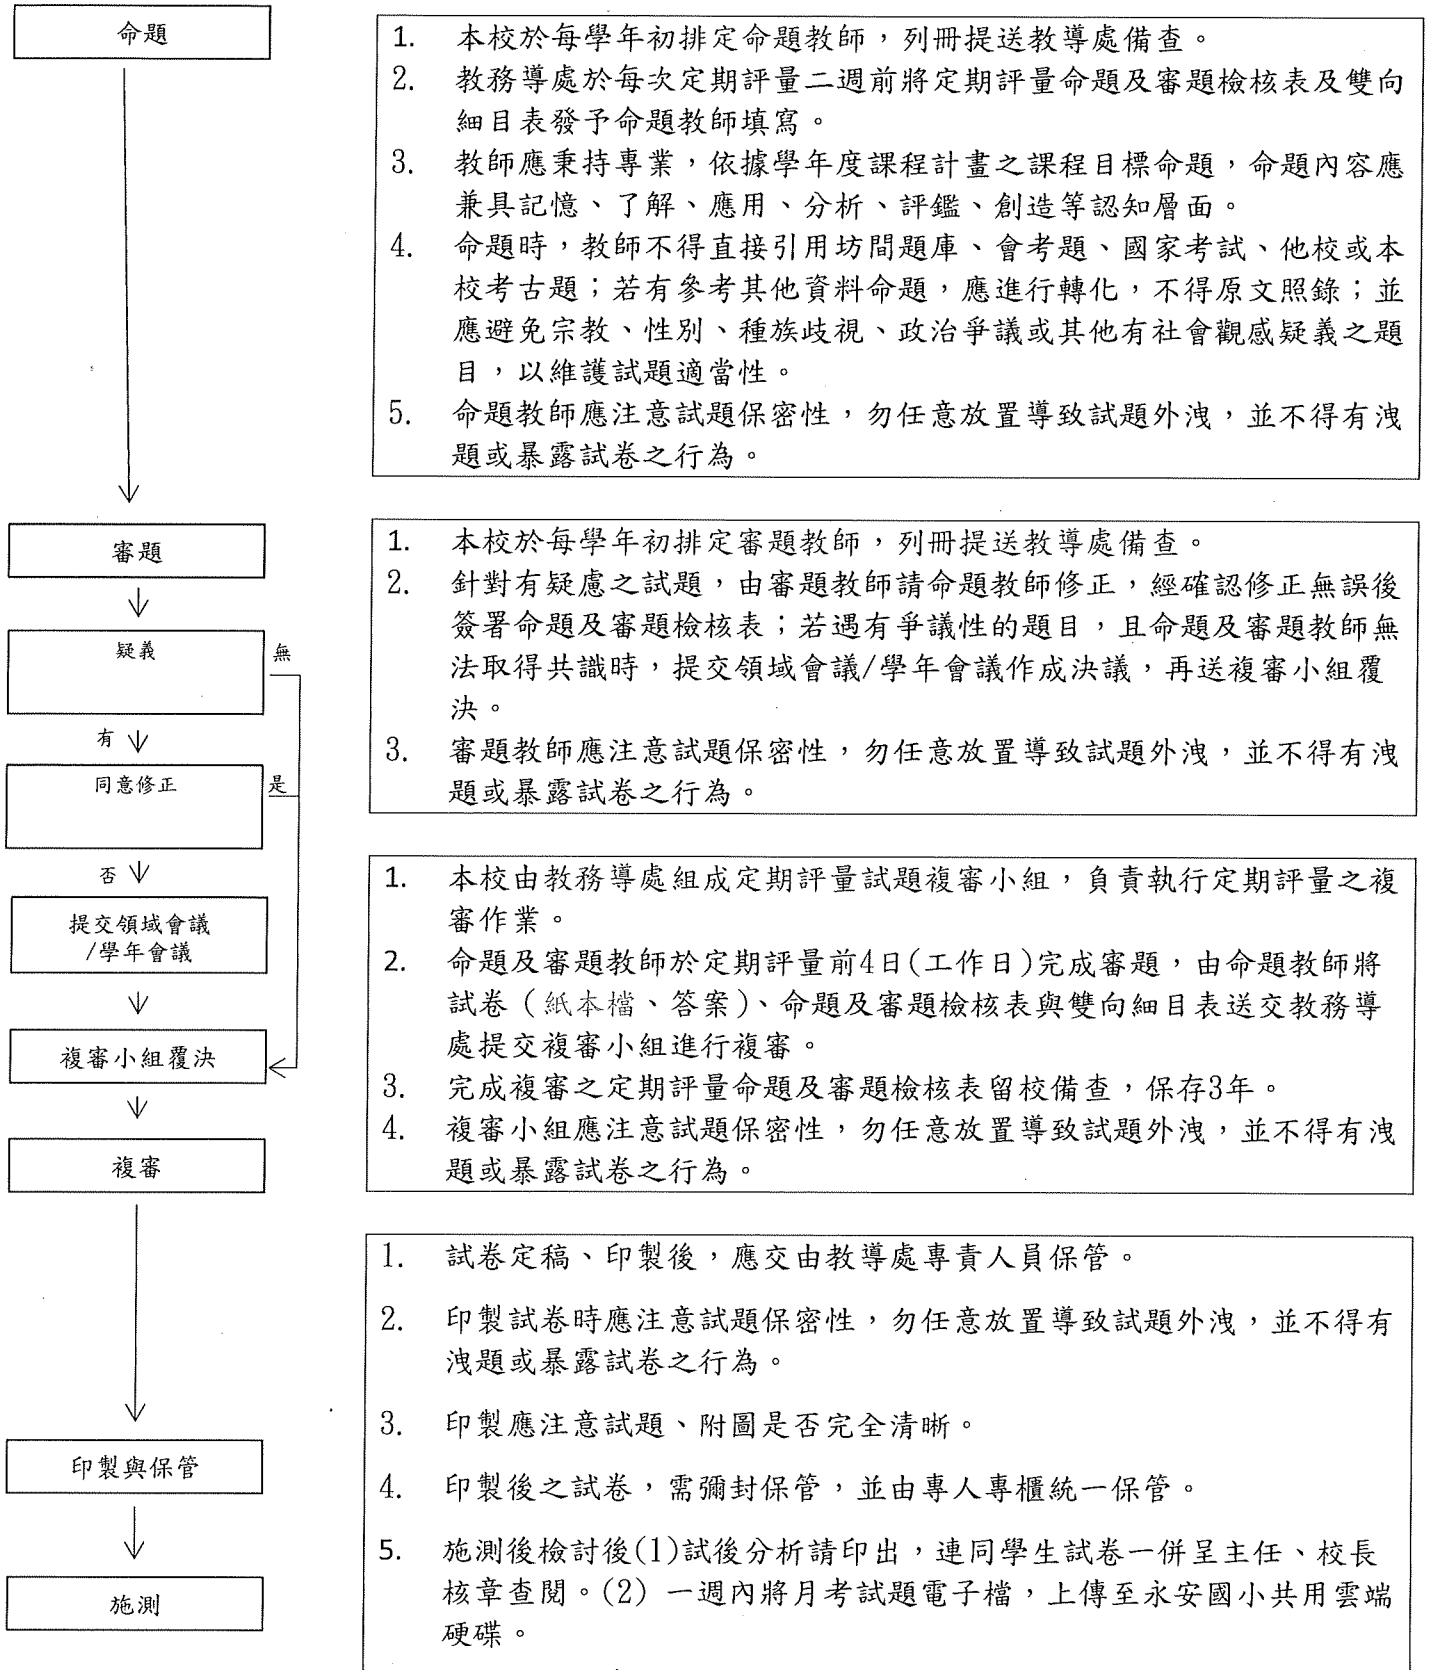 命題
1. 本校於每學年初排定命題教師，列冊提送教導處備查。
2. 教務導處於每次定期評量二週前將定期評量命題及審題檢核表及雙向
細目表發予命題教師填寫。
3. 教師應秉持專業，依據學年度課程計畫之課程目標命題，命題內容應
兼具記憶、了解、應用、分析、評鑑、創造等認知層面。
4. 命題時，教師不得直接引用坊間題庫、會考題、國家考試、他校或本
校考古題；若有參考其他資料命題，應進行轉化，不得原文照錄；並
應避免宗教、性別、種族歧視、政治爭議或其他有社會觀感疑義之題
目，以維護試題適當性。
5. 命題教師應注意試題保密性，勿任意放置導致試題外洩，並不得有洩
題或暴露試卷之行為。
審題
疑義
無
有
同意修正
是
否
提交領域會議
/學年會議
複審小組覆決
複審
1. 本校於每學年初排定審題教師，列冊提送教導處備查。
2. 針對有疑慮之試題，由審題教師請命題教師修正，經確認修正無誤後
簽署命題及審題檢核表；若遇有爭議性的題目，且命題及審題教師無
法取得共識時，提交領域會議/學年會議作成決議，再送複審小組覆
決。
3. 審題教師應注意試題保密性，勿任意放置導致試題外洩，並不得有洩
題或暴露試卷之行為。
1. 本校由教務導處組成定期評量試題複審小組，負責執行定期評量之複
審作業。
2. 命題及審題教師於定期評量前4日(工作日)完成審題，由命題教師將
試卷（紙本檔、答案）、命題及審題檢核表與雙向細目表送交教務導
處提交複審小組進行複審。
3. 完成複審之定期評量命題及審題檢核表留校備查，保存3年。
4. 複審小組應注意試題保密性，勿任意放置導致試題外洩，並不得有洩
題或暴露試卷之行為。
印製與保管
施測
1. 試卷定稿、印製後，應交由教導處專責人員保管。
2. 印製試卷時應注意試題保密性，勿任意放置導致試題外洩，並不得有
洩題或暴露試卷之行為。
3. 印製應注意試題、附圖是否完全清晰。
4. 印製後之試卷，需彌封保管，並由專人專櫃統一保管。
5. 施測後檢討後(1)試後分析請印出，連同學生試卷一併呈主任、校長
核章查閱。(2) 一週內將月考試題電子檔，上傳至永安國小共用雲端
硬碟。